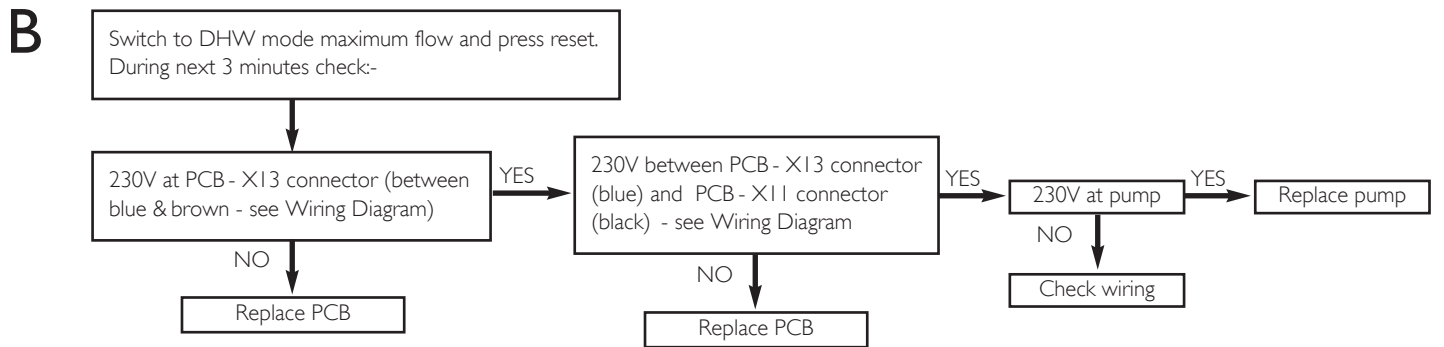 B
Switch to DHW mode maximum flow and press reset.
During next 3 minutes check:-
230V at PCB - X13 connector (between
blue & brown - see Wiring Diagram)
YES
230V between PCB - X13 connector
(blue) and PCB - X11 connector
(black) - see Wiring Diagram
YES
230V at pump
YES
Replace pump
NO
Replace PCB
NO
Replace PCB
NO
Check wiring